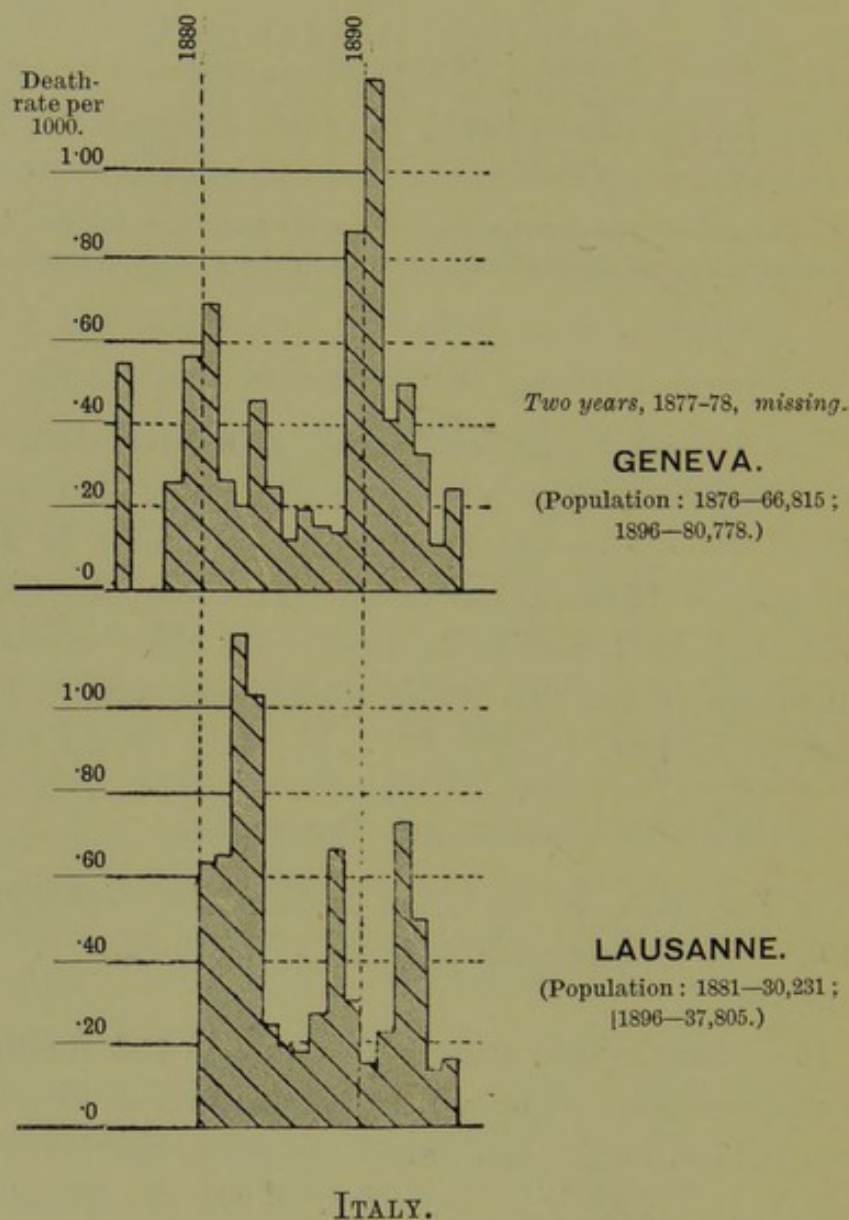 1880
1890
Death-
rate per
1000.
1·00
·80
·60
·40
·20
·0
Two years, 1877–78, missing.
GENEVA.
(Population : 1876—66,815 ;
1896—80,778.)
1·00
·80
·60
·40
·20
·0
LAUSANNE.
(Population : 1881—30,231 ;
1896—37,805.)
ITALY.